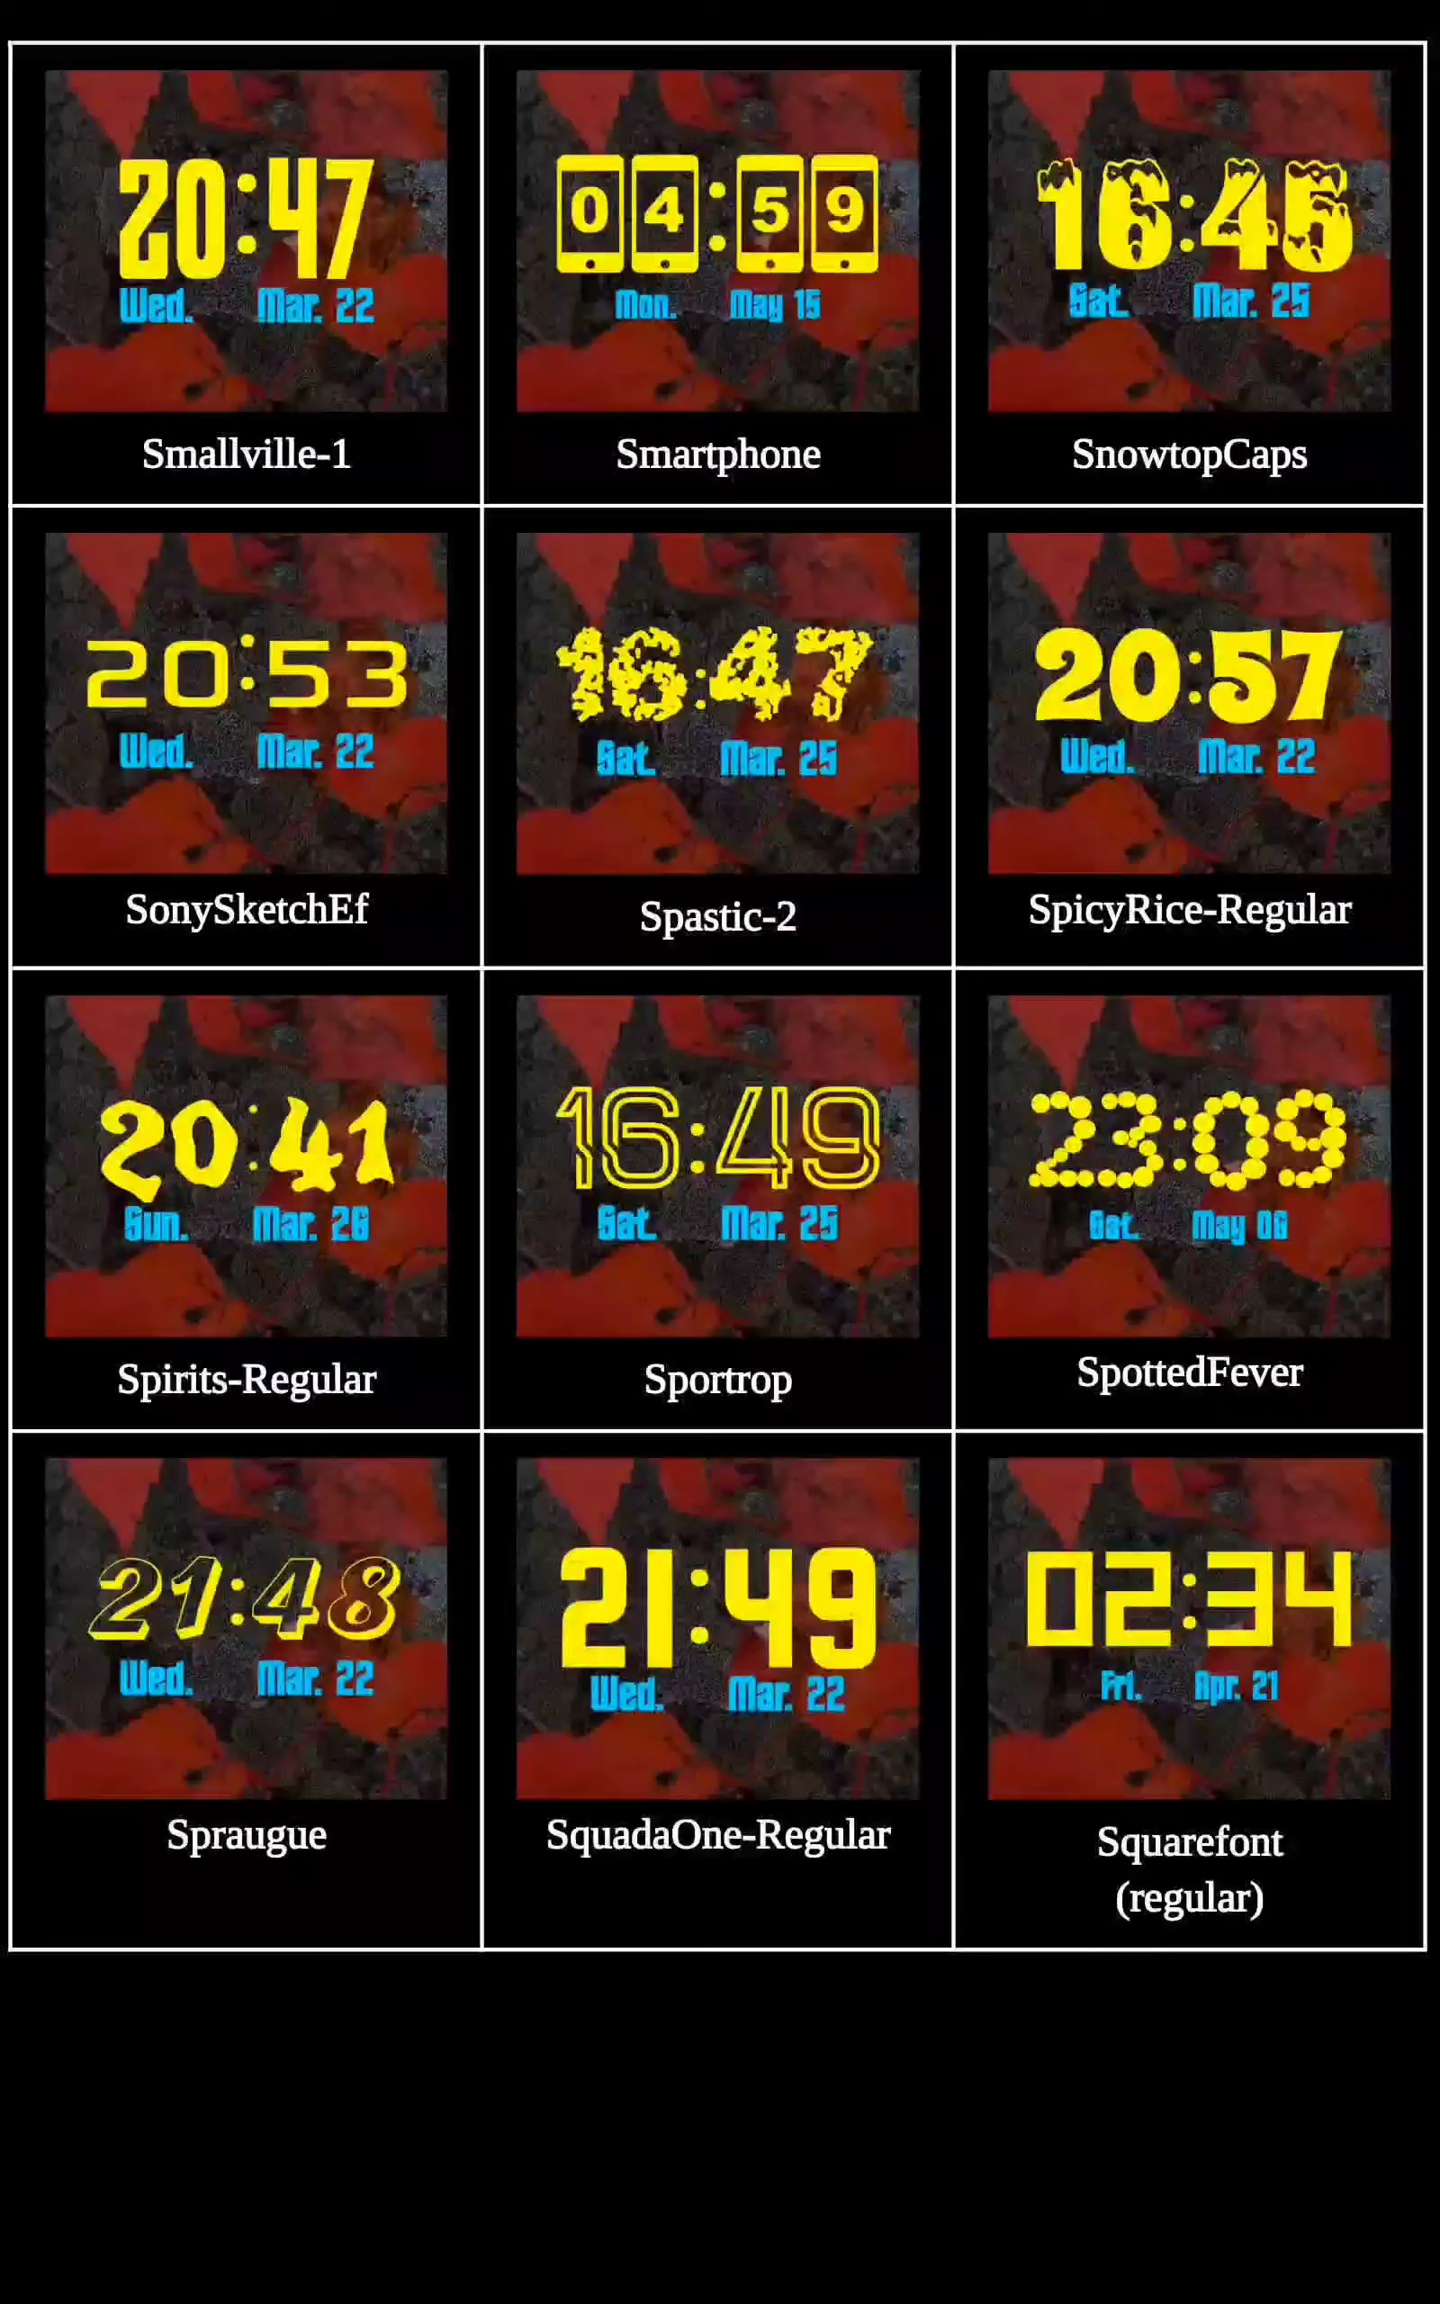 20:47
Wed. Mar. 22
Smallville-1
04:59
Mon. May 15
Smartphone
16:45
Sat. Mar. 25
SnowtopCaps
20:53
Wed. Mar. 22
SonySketchEf
16:47
Sat. Mar. 25
Spastic-2
20:57
Wed. Mar. 22
SpicyRice-Regular
20:41
Sun. Mar. 26
Spirits-Regular
16:49
Sat. Mar. 25
Sportrop
23:09
Sat. May 06
SpottedFever
21:48
Wed. Mar. 22
Spraugue
21:49
Wed. Mar. 22
SquadaOne-Regular
02:34
Fri. Apr. 21
Squarefont
(regular)